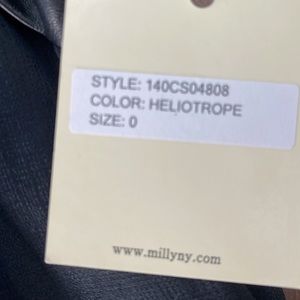 STYLE: 140CS04808
COLOR: HELIOTROPE
SIZE: 0
www.millyny.com